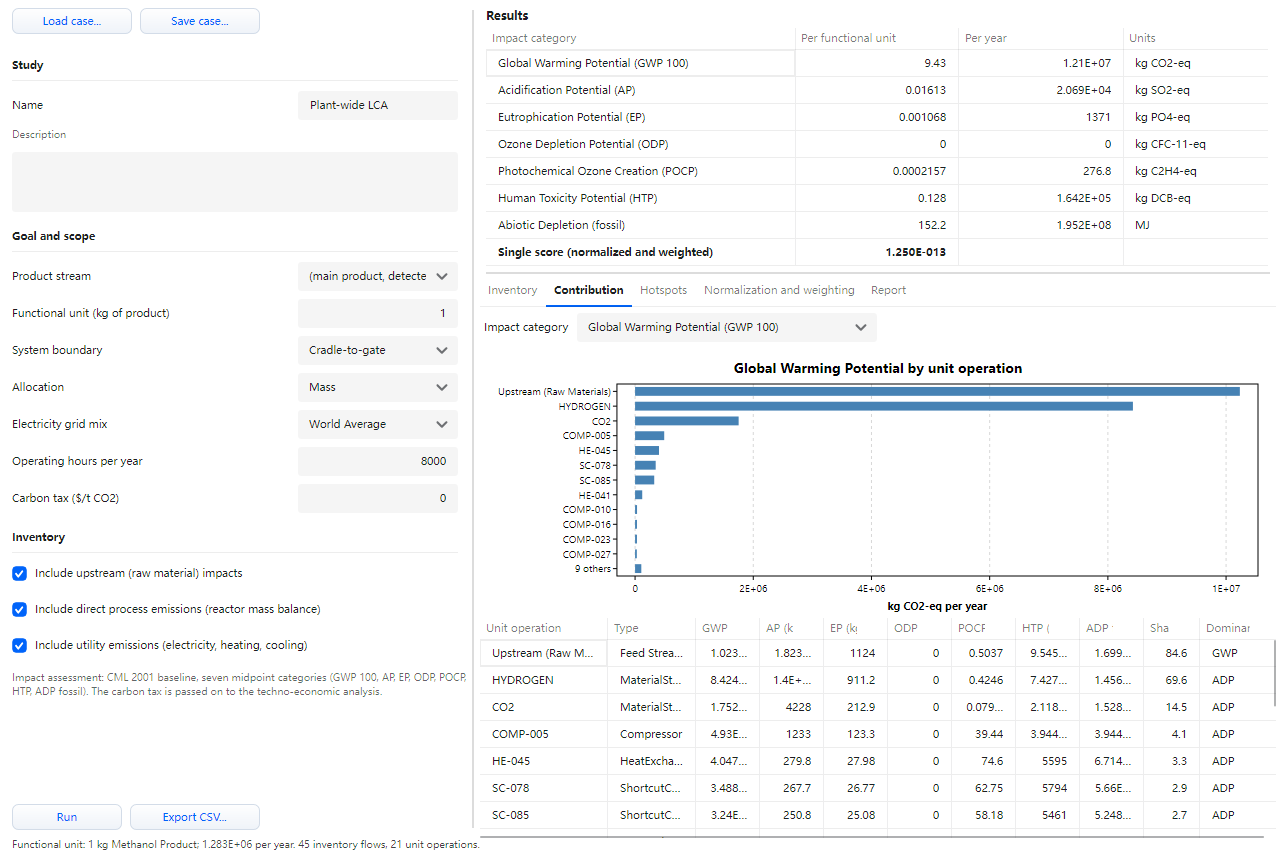 Load case...
Save case...
Study
Name
Plant-wide LCA
Description
Goal and scope
Product stream
(main product, detecte
Functional unit (kg of product)
1
System boundary
Cradle-to-gate
Allocation
Mass
Electricity grid mix
World Average
Operating hours per year
8000
Carbon tax ($/t CO2)
0
Inventory
Include upstream (raw material) impacts
Include direct process emissions (reactor mass balance)
Include utility emissions (electricity, heating, cooling)
Impact assessment: CML 2001 baseline, seven midpoint categories (GWP 100, AP, EP, ODP, POCP,
HTP, ADP fossil). The carbon tax is passed on to the techno-economic analysis.
Run
Export CSV...
Functional unit: 1 kg Methanol Product; 1.283E+06 per year. 45 inventory flows, 21 unit operations.
Results
Impact category Per functional unit Per year Units
Global Warming Potential (GWP 100) 9.43 1.21E+07 kg CO2-eq
Acidification Potential (AP) 0.01613 2.069E+04 kg SO2-eq
Eutrophication Potential (EP) 0.001068 1371 kg PO4-eq
Ozone Depletion Potential (ODP) 0 0 kg CFC-11-eq
Photochemical Ozone Creation (POCP) 0.0002157 276.8 kg C2H4-eq
Human Toxicity Potential (HTP) 0.128 1.642E+05 kg DCB-eq
Abiotic Depletion (fossil) 152.2 1.952E+08 MJ
Single score (normalized and weighted) 1.250E-013
Inventory Contribution Hotspots Normalization and weighting Report
Impact category
Global Warming Potential (GWP 100)
Global Warming Potential by unit operation
Upstream (Raw Materials)
HYDROGEN
CO2
COMP-005
HE-045
SC-078
SC-085
HE-041
COMP-010
COMP-016
COMP-023
COMP-027
9 others
0 2E+06 4E+06 6E+06 8E+06 1E+07
kg CO2-eq per year
Unit operation Type GWP AP (k EP (kg ODP POCP HTP ( ADP Sha Dominar
Upstream (Raw M... Feed Strea... 1.023... 1.823... 1124 0 0.5037 9.545... 1.699... 84.6 GWP
HYDROGEN MaterialSt... 8.424... 1.4E+... 911.2 0 0.4246 7.427... 1.456... 69.6 ADP
CO2 MaterialSt... 1.752... 4228 212.9 0 0.079... 2.118... 1.528... 14.5 ADP
COMP-005 Compressor 4.93E... 1233 123.3 0 39.44 3.944... 3.944... 4.1 ADP
HE-045 HeatExcha... 4.047... 279.8 27.98 0 74.6 5595 6.714... 3.3 ADP
SC-078 ShortcutC... 3.488... 267.7 26.77 0 62.75 5794 5.66E... 2.9 ADP
SC-085 ShortcutC... 3.24E... 250.8 25.08 0 58.18 5461 5.248... 2.7 ADP